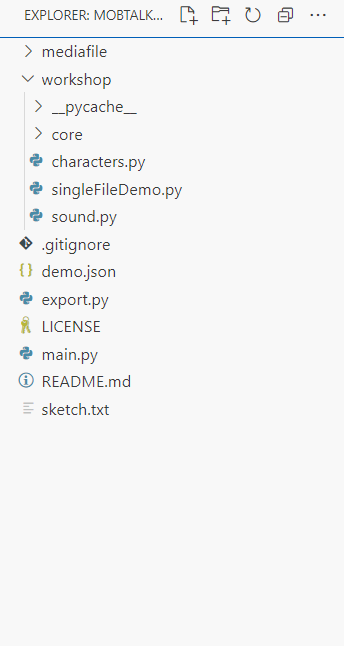 EXPLORER: MOBTALK...
mediafile
workshop
__pycache__
core
characters.py
singleFileDemo.py
sound.py
.gitignore
demo.json
export.py
LICENSE
main.py
README.md
sketch.txt